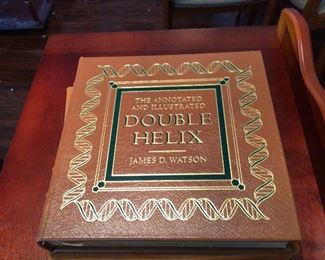 THE ANNOTATED
AND ILLUSTRATED
DOUBLE
HELIX
JAMES D. WATSON